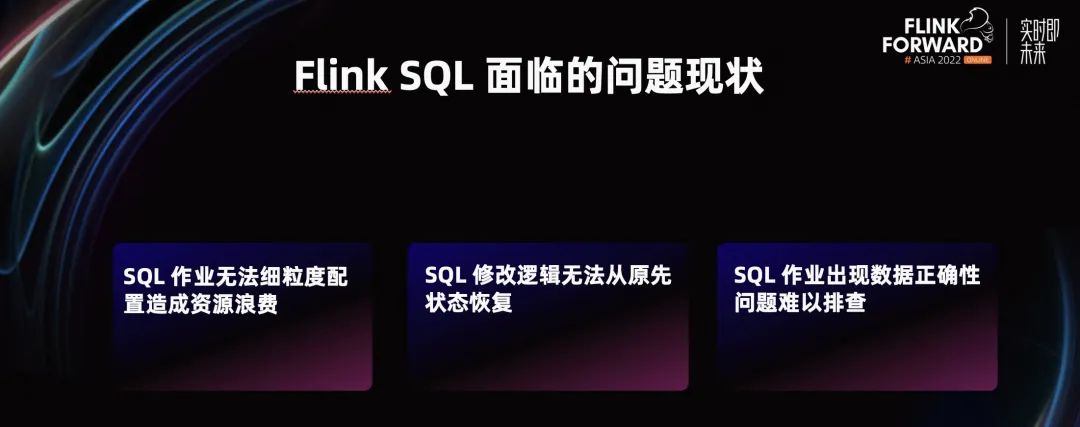 FLINK
FORWARD
# ASIA 2022 ONLINE
实时即
未来
Flink SQL 面临的问题现状
SQL 作业无法细粒度配
置造成资源浪费
SQL 修改逻辑无法从原先
状态恢复
SQL 作业出现数据正确性
问题难以排查